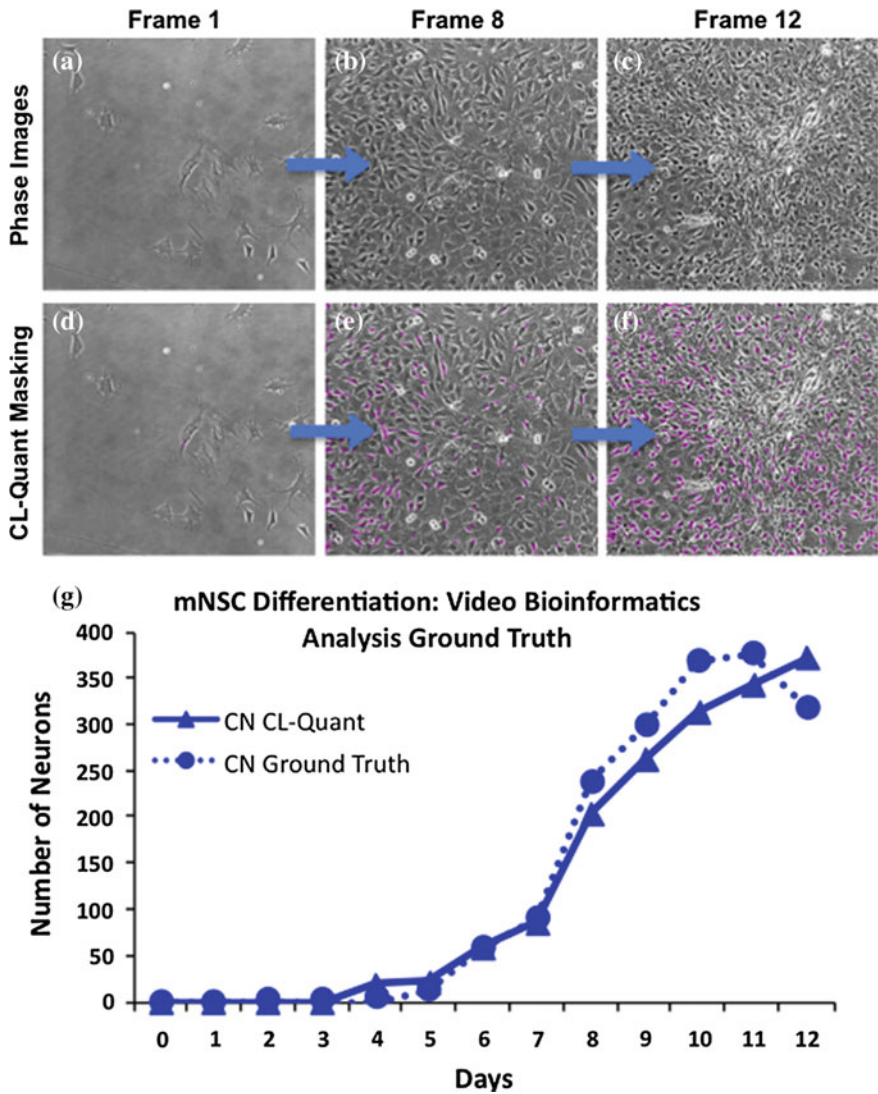 Frame 1 Frame 8 Frame 12
Phase Images
(a) (b) (c)
CL-Quant Masking
(d) (e) (f)
(g) mNSC Differentiation: Video Bioinformatics
Analysis Ground Truth
Number of Neurons
400
350
300
250
200
150
100
50
0
CN CL-Quant
CN Ground Truth
0 1 2 3 4 5 6 7 8 9 10 11 12
Days